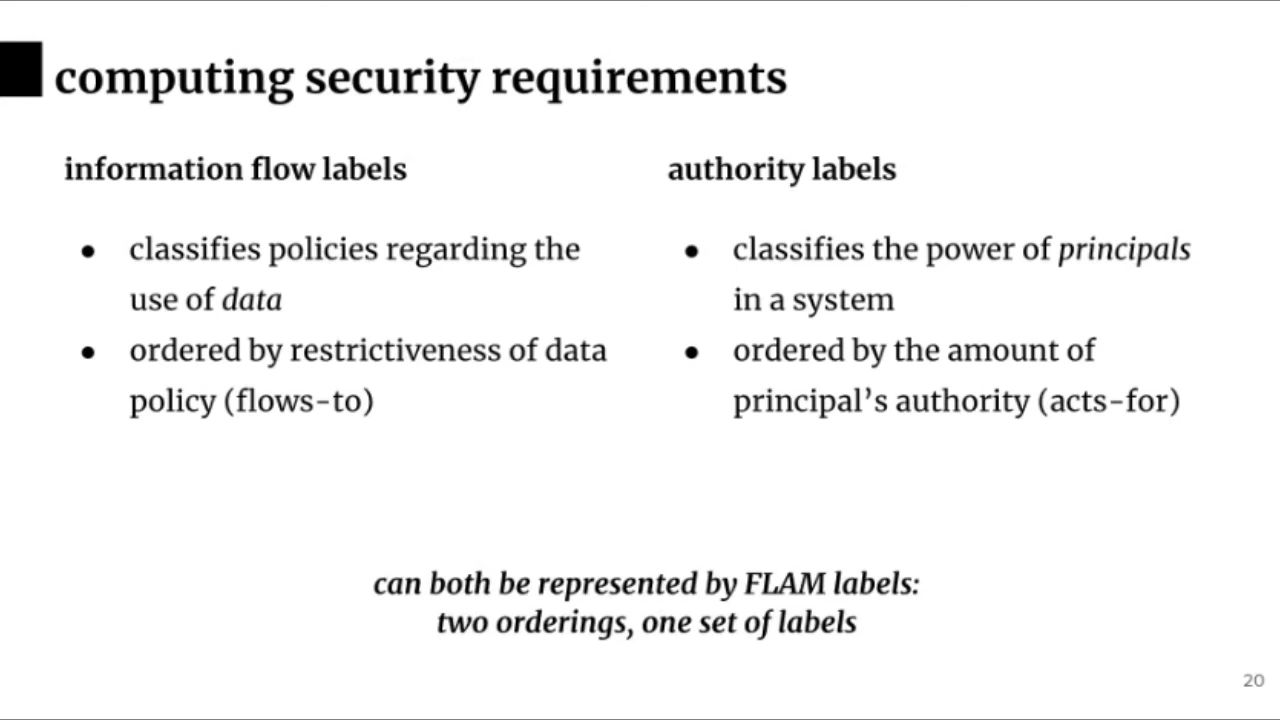 computing security requirements
information flow labels
● classifies policies regarding the
use of data
● ordered by restrictiveness of data
policy (flows-to)
authority labels
● classifies the power of principals
in a system
● ordered by the amount of
principal’s authority (acts-for)
can both be represented by FLAM labels:
two orderings, one set of labels
20